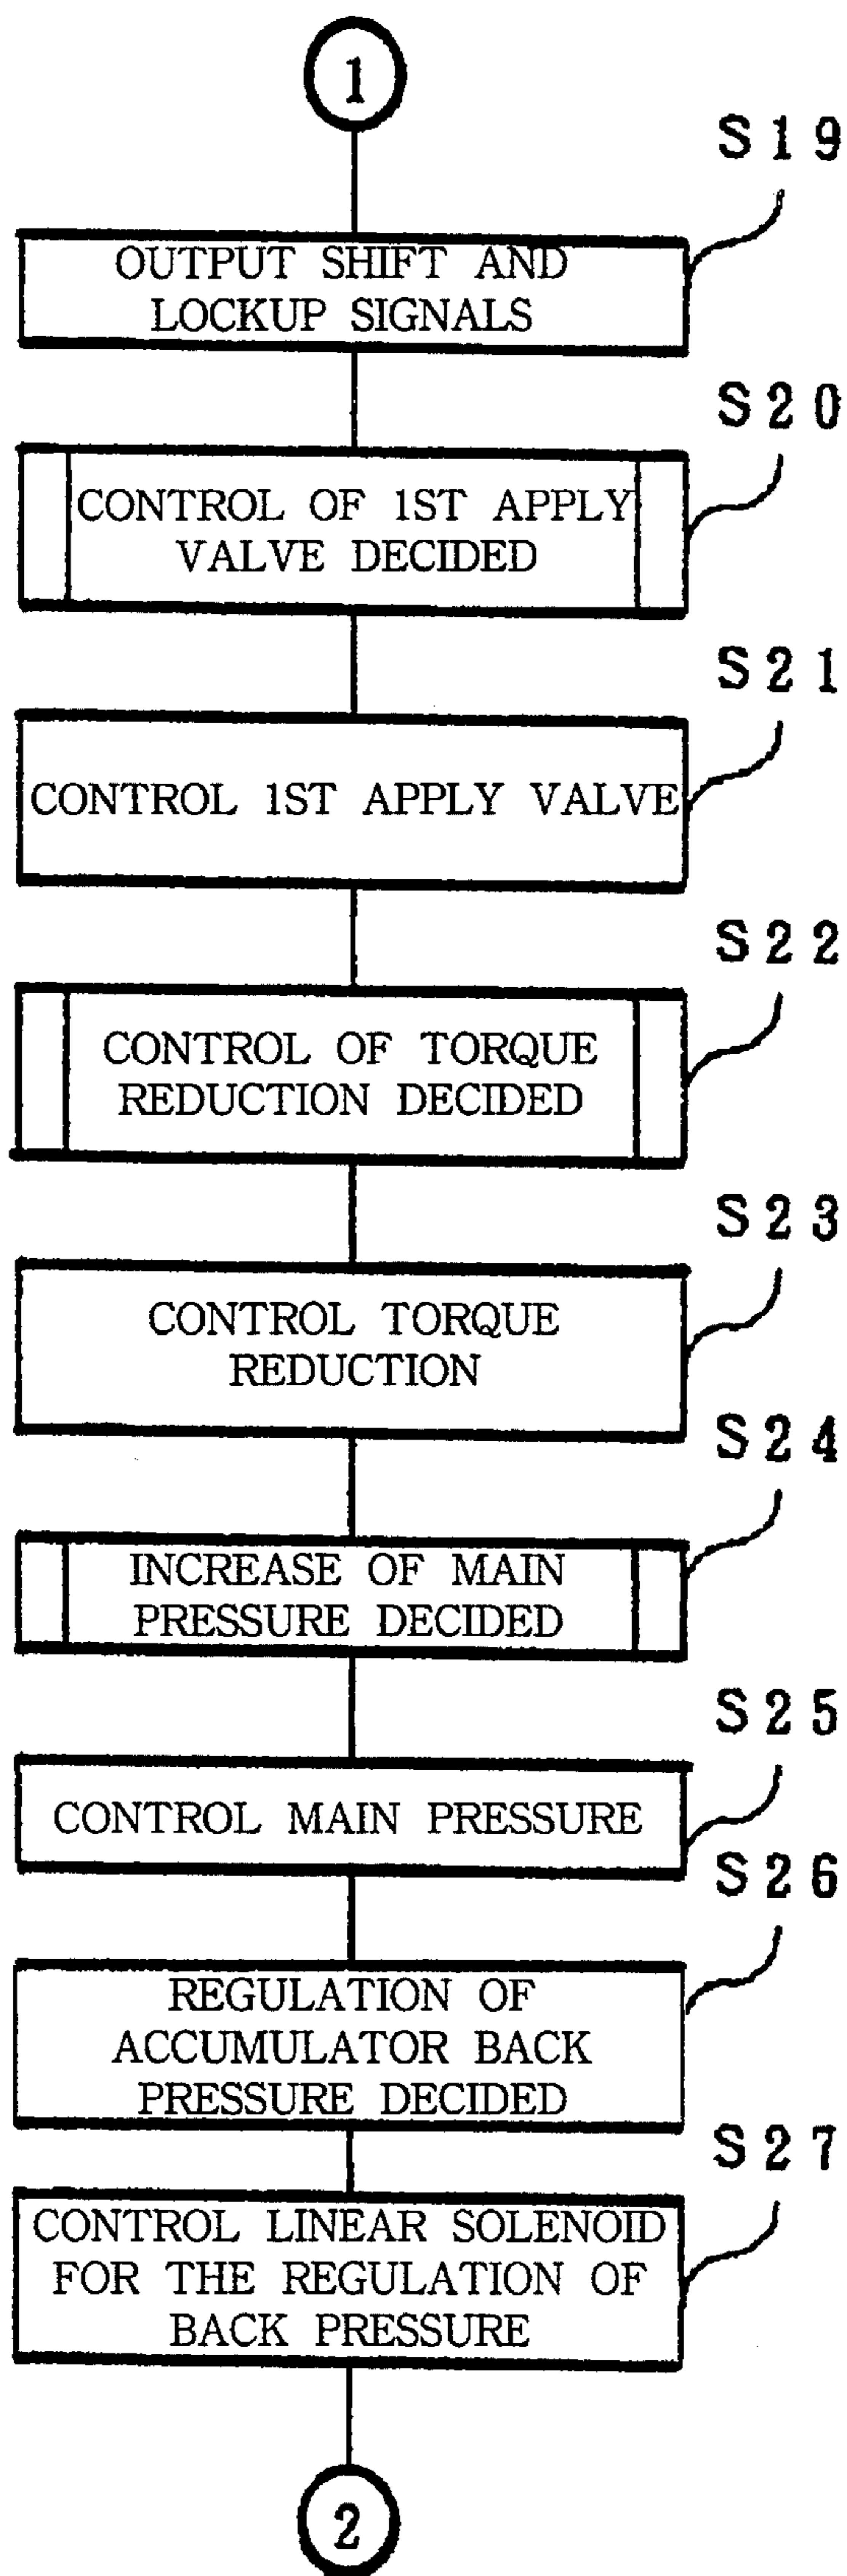 1
S19
OUTPUT SHIFT AND
LOCKUP SIGNALS
S20
CONTROL OF 1ST APPLY
VALVE DECIDED
S21
CONTROL 1ST APPLY VALVE
S22
CONTROL OF TORQUE
REDUCTION DECIDED
S23
CONTROL TORQUE
REDUCTION
S24
INCREASE OF MAIN
PRESSURE DECIDED
S25
CONTROL MAIN PRESSURE
S26
REGULATION OF
ACCUMULATOR BACK
PRESSURE DECIDED
S27
CONTROL LINEAR SOLENOID
FOR THE REGULATION OF
BACK PRESSURE
2